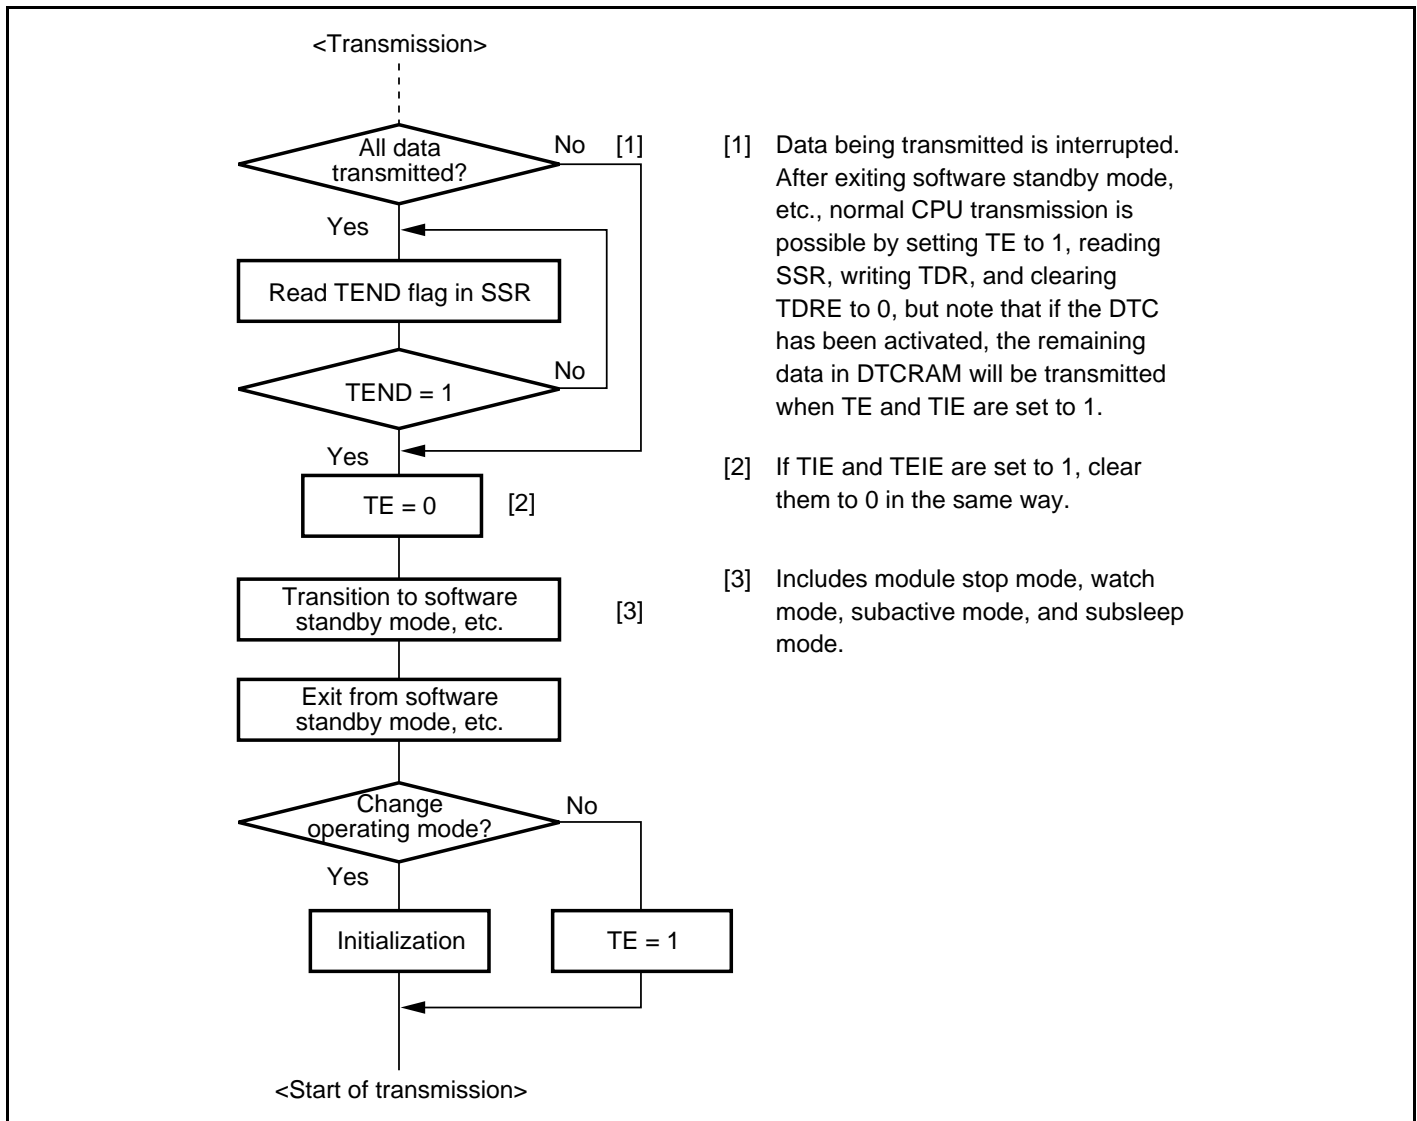 <Transmission>
All data
transmitted?
No
[1]
Yes
Read TEND flag in SSR
TEND = 1
No
Yes
TE = 0
[2]
Transition to software
standby mode, etc.
[3]
Exit from software
standby mode, etc.
Change
operating mode?
No
Yes
Initialization
TE = 1
<Start of transmission>
[1] Data being transmitted is interrupted.
After exiting software standby mode,
etc., normal CPU transmission is
possible by setting TE to 1, reading
SSR, writing TDR, and clearing
TDRE to 0, but note that if the DTC
has been activated, the remaining
data in DTCRAM will be transmitted
when TE and TIE are set to 1.
[2] If TIE and TEIE are set to 1, clear
them to 0 in the same way.
[3] Includes module stop mode, watch
mode, subactive mode, and subsleep
mode.